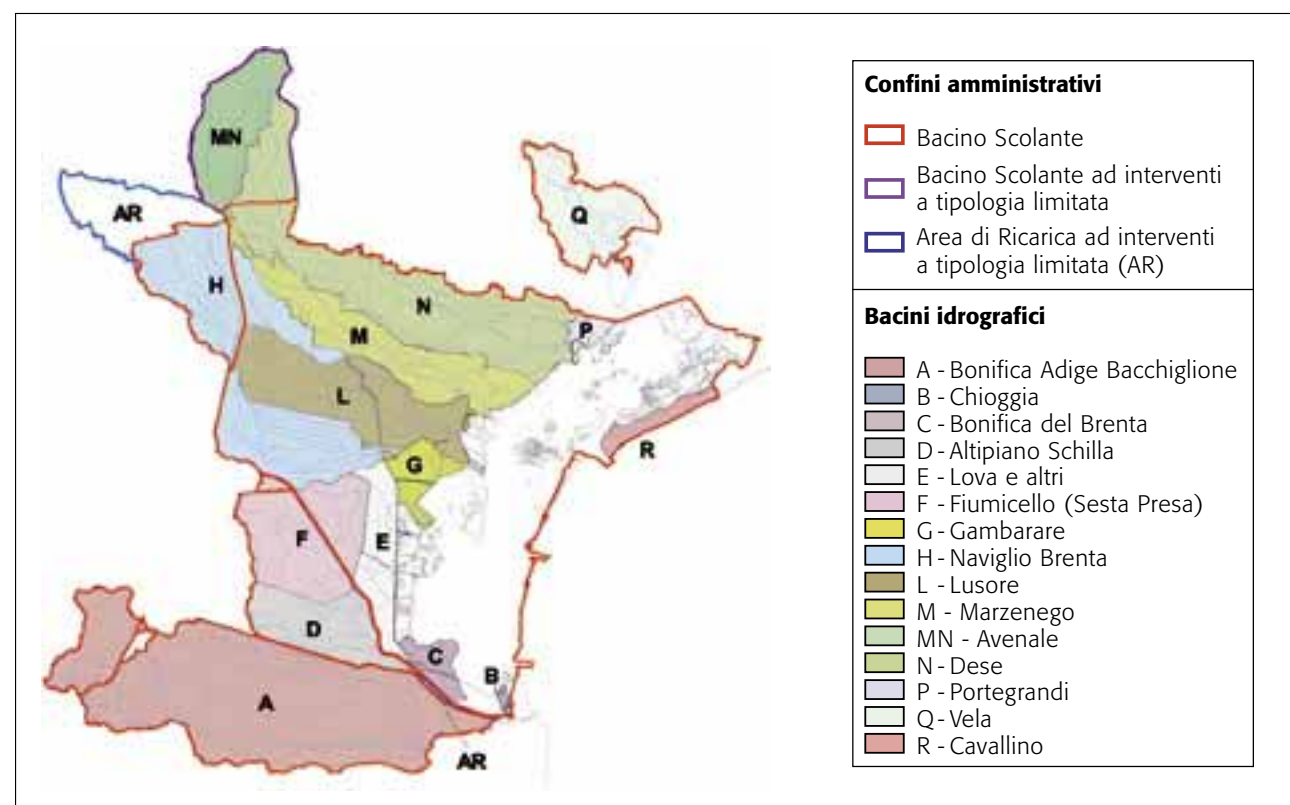 MN
AR
Q
H
N
P
M
L
R
G
F
E
D
C
B
A
AR
Confini amministrativi
Bacino Scolante
Bacino Scolante ad interventi
a tipologia limitata
Area di Ricarica ad interventi
a tipologia limitata (AR)
Bacini idrografici
A - Bonifica Adige Bacchiglione
B - Chioggia
C - Bonifica del Brenta
D - Altipiano Schilla
E - Lova e altri
F - Fiumicello (Sesta Presa)
G - Gambarare
H - Naviglio Brenta
L - Lusore
M - Marzenego
MN - Avenale
N - Dese
P - Portegrandi
Q - Vela
R - Cavallino